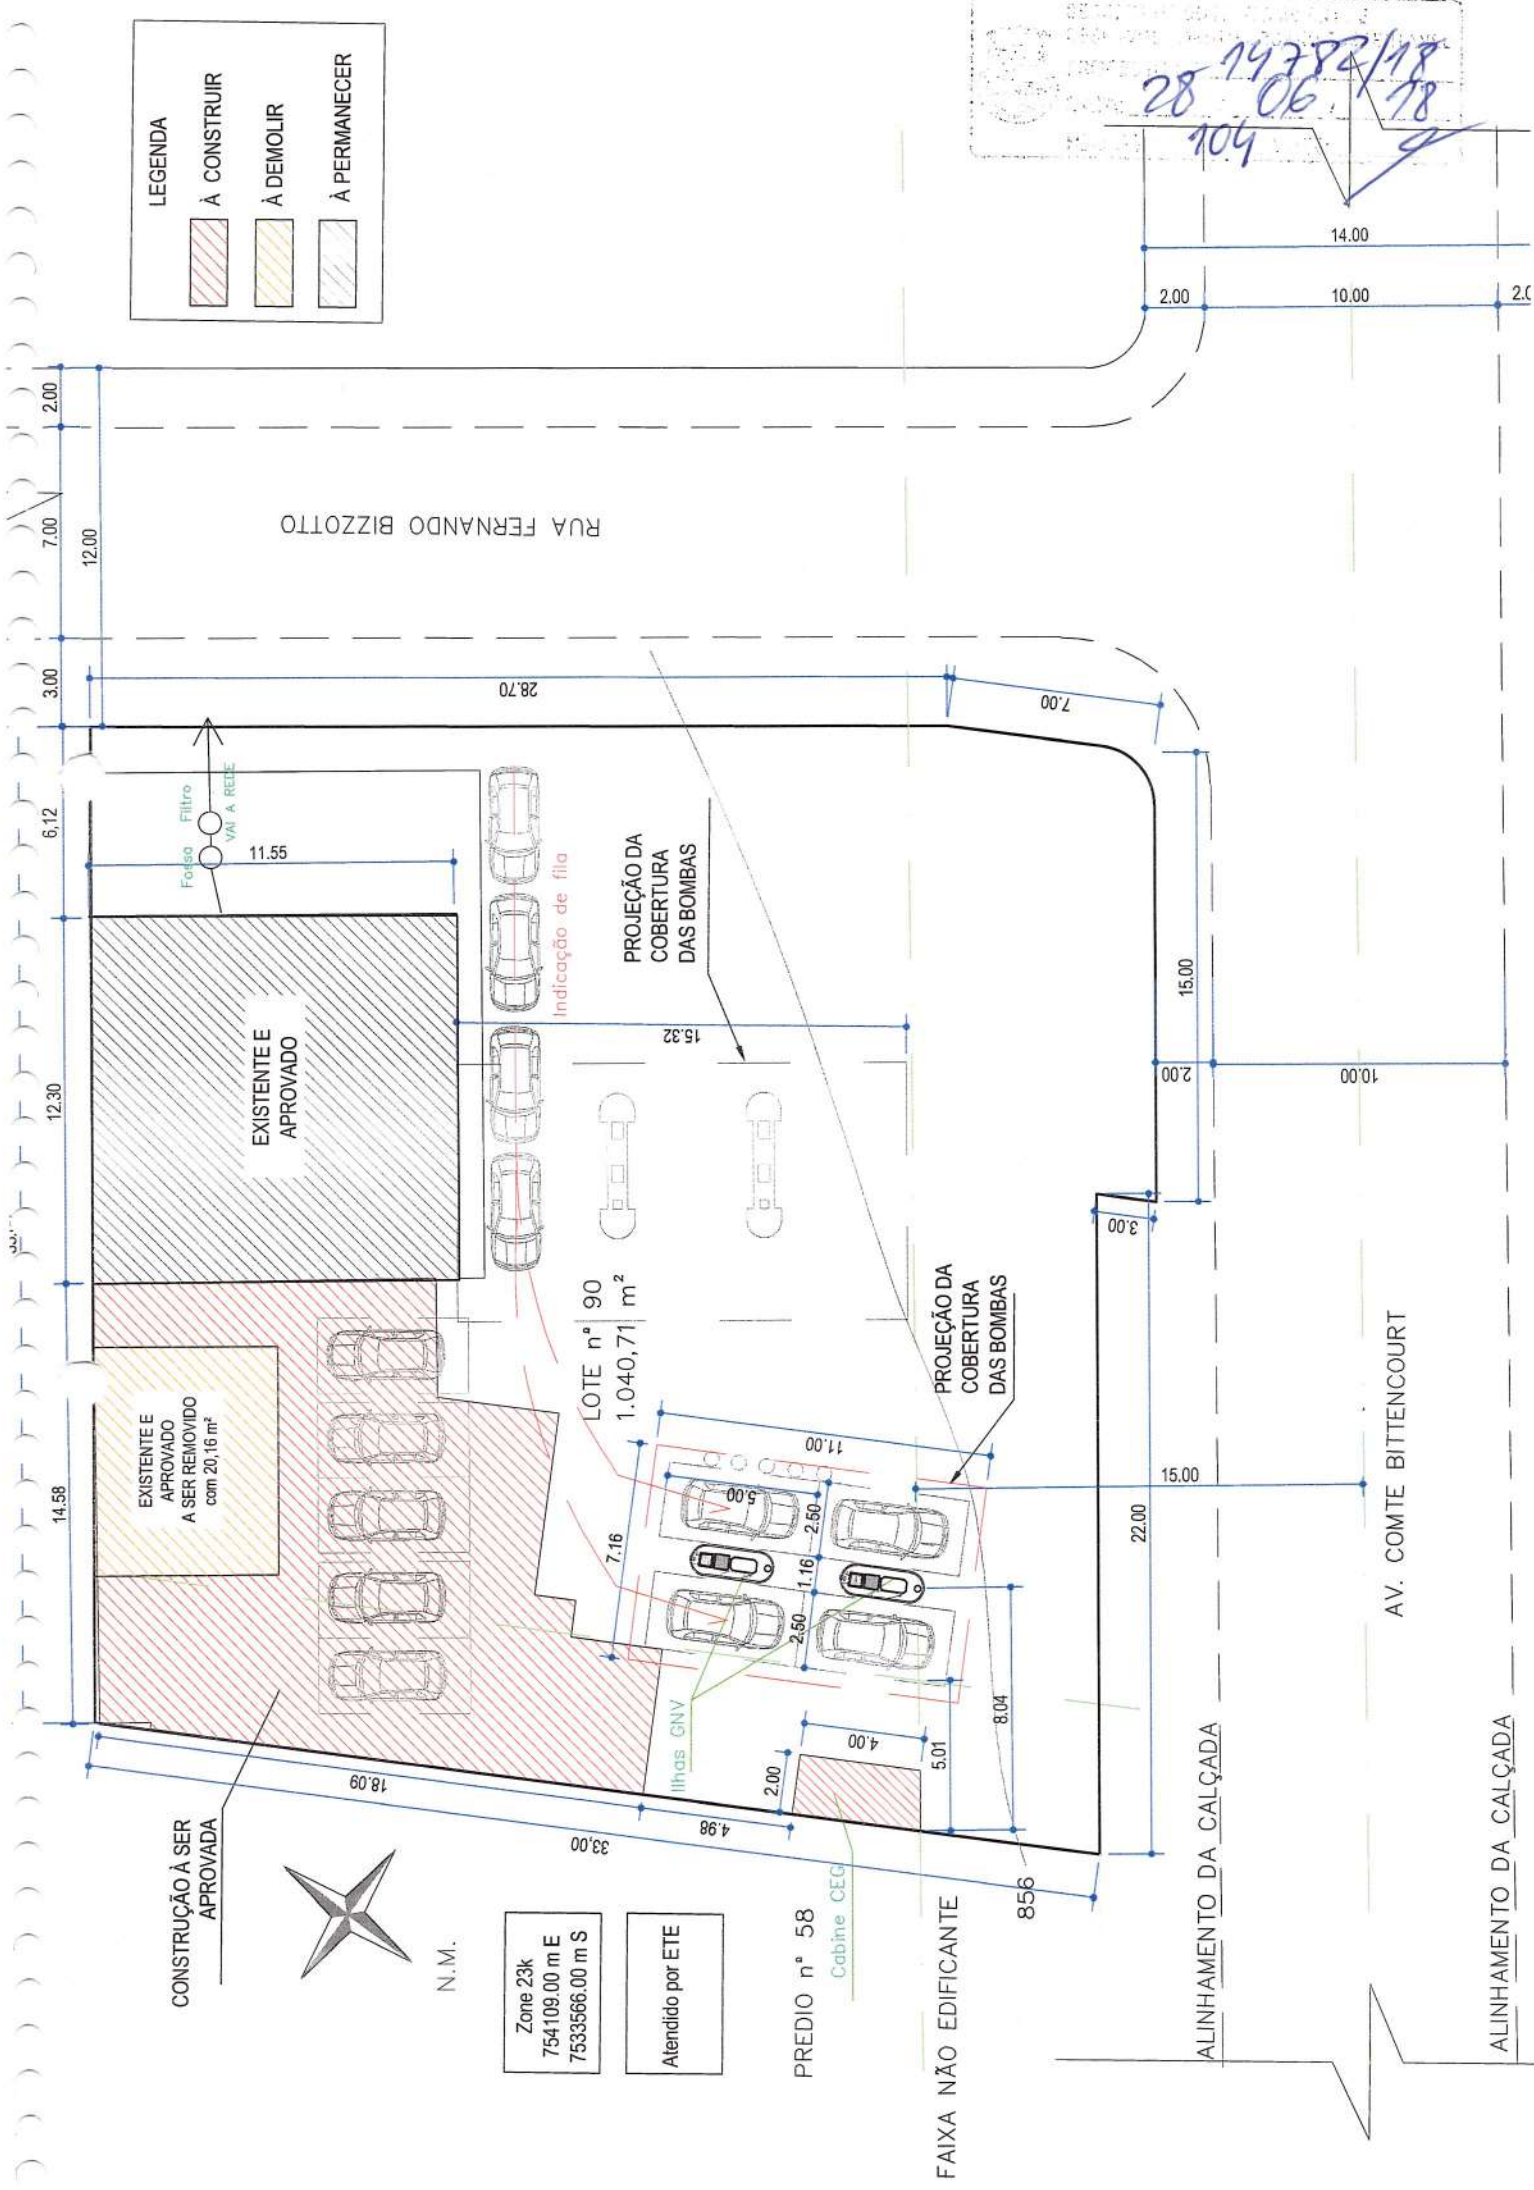 LEGENDA
À CONSTRUIR
À DEMOLIR
À PERMANECER
14782/18
28 06 18
104
2.00
7.00
12.00
3.00
6,12
12.30
14.58
RUA FERNANDO BIZZOTTO
28.70
7.00
14.00
2.00
10.00
Fossa Filtro
VAI A REDE
11.55
EXISTENTE E
APROVADO
Indicação de fila
PROJEÇÃO DA
COBERTURA
DAS BOMBAS
15.32
15.00
2.00
10.00
3.00
EXISTENTE E
APROVADO
A SER REMOVIDO
com 20,16 m²
LOTE nº 90
1.040,71 m²
PROJEÇÃO DA
COBERTURA
DAS BOMBAS
11.00
7.16
5.00
2.50
1.16
2.50
15.00
22.00
8.04
5.01
4.00
2.00
Ilhas GNV
18.09
4.98
33,00
CONSTRUÇÃO À SER
APROVADA
N.M.
Zone 23k
754109.00 m E
7533566.00 m S
Atendido por ETE
PREDIO nº 58
Cabine CEG
856
FAIXA NÃO EDIFICANTE
AV. COMTE BITTENCOURT
ALINHAMENTO DA CALÇADA
ALINHAMENTO DA CALÇADA